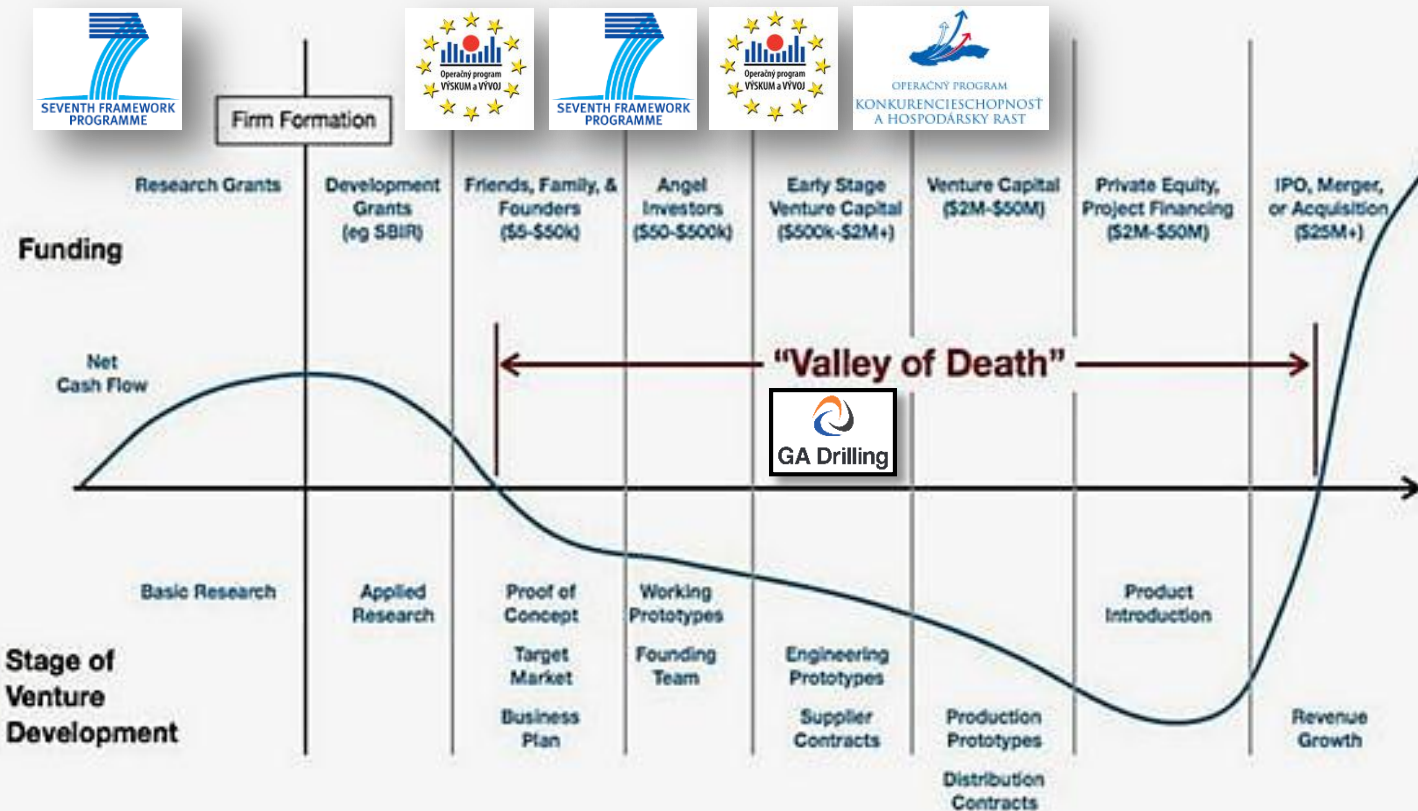 SEVENTH FRAMEWORK
PROGRAMME
Operačný program
VÝSKUM a VÝVOJ
SEVENTH FRAMEWORK
PROGRAMME
Operačný program
VÝSKUM a VÝVOJ
OPERAČNÝ PROGRAM
KONKURENCIESCHOPNOSŤ
A HOSPODÁRSKY RAST
Firm Formation
Funding
Research Grants
Development
Grants
(eg SBIR)
Friends, Family, &
Founders
($5-$50k)
Angel
Investors
($50-$500k)
Early Stage
Venture Capital
($500k-$2M+)
Venture Capital
($2M-$50M)
Private Equity,
Project Financing
($2M-$50M)
IPO, Merger,
or Acquisition
($25M+)
Net
Cash Flow
“Valley of Death”
GA Drilling
Stage of
Venture
Development
Basic Research
Applied
Research
Proof of
Concept
Target
Market
Business
Plan
Working
Prototypes
Founding
Team
Engineering
Prototypes
Supplier
Contracts
Production
Prototypes
Distribution
Contracts
Product
Introduction
Revenue
Growth